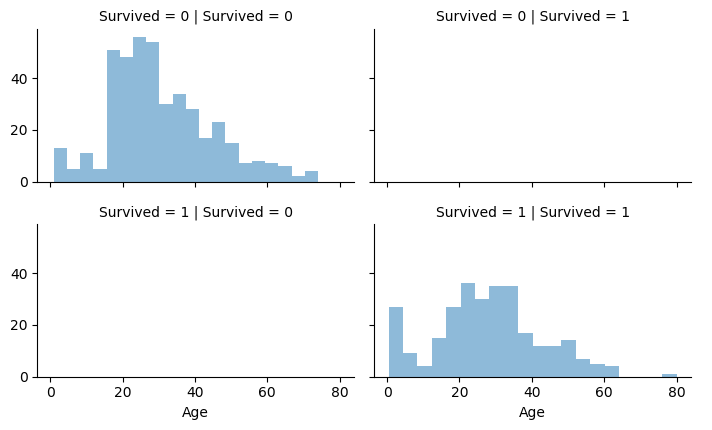 Survived = 0 | Survived = 0
Survived = 0 | Survived = 1
40
20
0
Survived = 1 | Survived = 0
Survived = 1 | Survived = 1
40
20
0
0 20 40 60 80
0 20 40 60 80
Age
Age